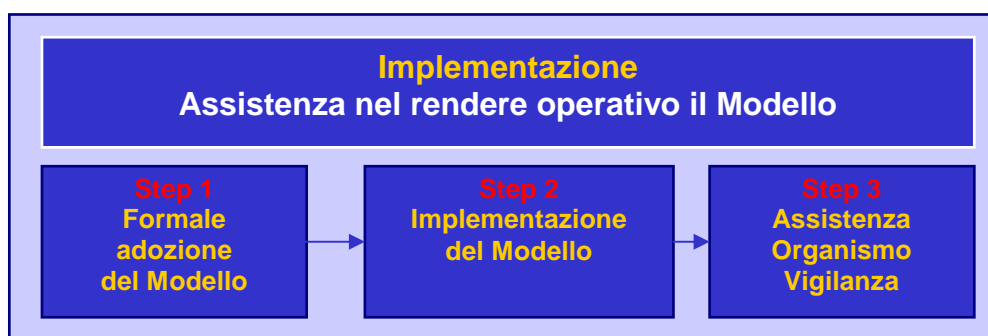 Implementazione
Assistenza nel rendere operativo il Modello
Step 1
Formale
adozione
del Modello
Step 2
Implementazione
del Modello
Step 3
Assistenza
Organismo
Vigilanza